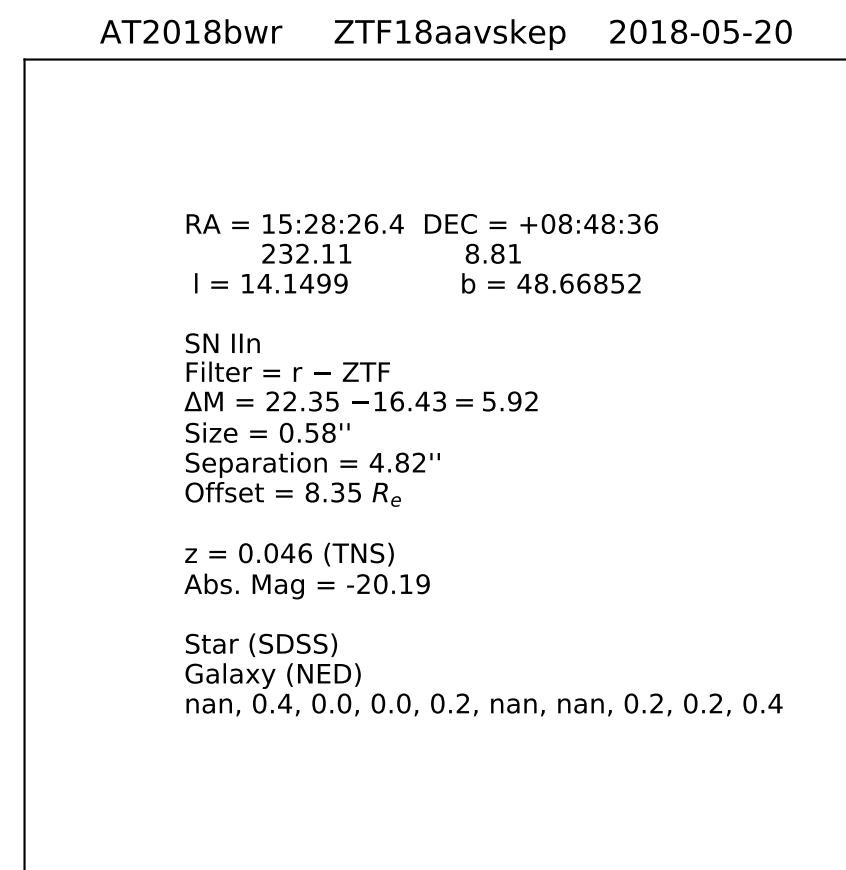 AT2018bwr ZTF18aavskep 2018-05-20
RA = 15:28:26.4 DEC = +08:48:36
232.11 8.81
l = 14.1499 b = 48.66852
SN IIn
Filter = r − ZTF
ΔM = 22.35 −16.43 = 5.92
Size = 0.58''
Separation = 4.82''
Offset = 8.35 Rₑ
z = 0.046 (TNS)
Abs. Mag = -20.19
Star (SDSS)
Galaxy (NED)
nan, 0.4, 0.0, 0.0, 0.2, nan, nan, 0.2, 0.2, 0.4